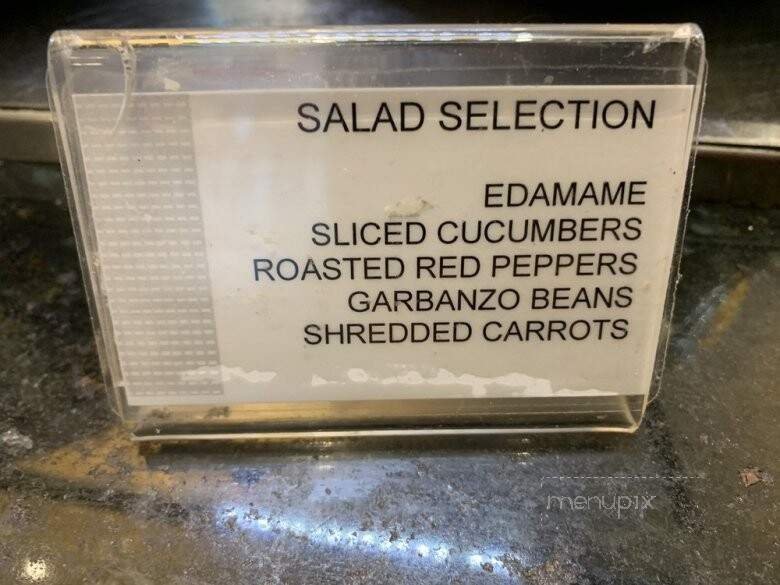 SALAD SELECTION
EDAMAME
SLICED CUCUMBERS
ROASTED RED PEPPERS
GARBANZO BEANS
SHREDDED CARROTS
menupix